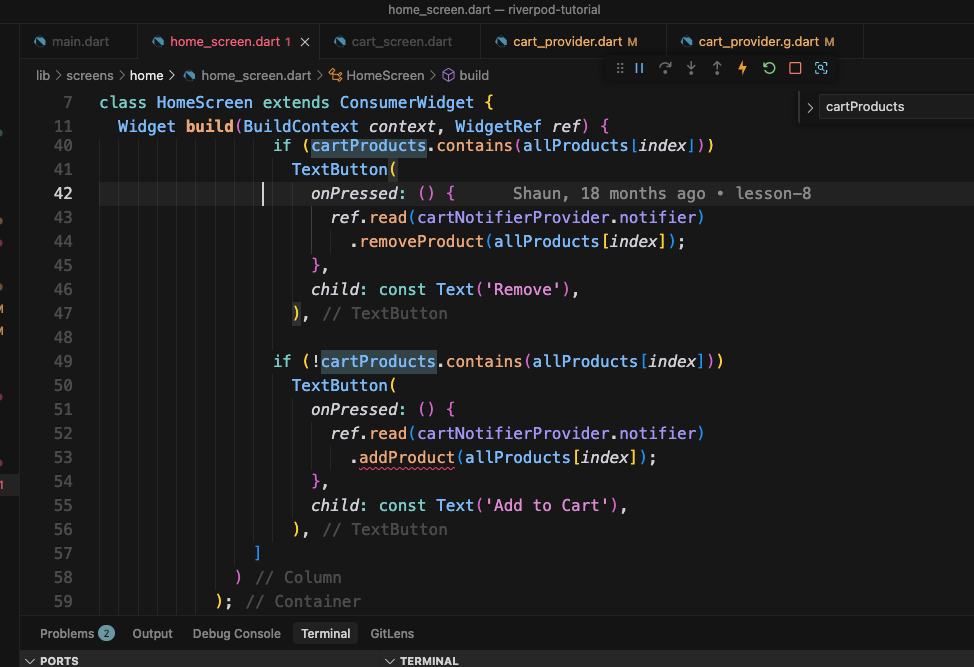 home_screen.dart — riverpod-tutorial
main.dart
home_screen.dart 1
cart_screen.dart
cart_provider.dart M
cart_provider.g.dart M
lib > screens > home > home_screen.dart > HomeScreen > build
cartProducts
7 class HomeScreen extends ConsumerWidget {
11 Widget build(BuildContext context, WidgetRef ref) {
40 if (cartProducts.contains(allProducts[index]))
41 TextButton(
42 onPressed: () { Shaun, 18 months ago • lesson-8
43 ref.read(cartNotifierProvider.notifier)
44 .removeProduct(allProducts[index]);
45 },
46 child: const Text('Remove'),
47 ), // TextButton
48
49 if (!cartProducts.contains(allProducts[index]))
50 TextButton(
51 onPressed: () {
52 ref.read(cartNotifierProvider.notifier)
53 .addProduct(allProducts[index]);
54 },
55 child: const Text('Add to Cart'),
56 ), // TextButton
57 ]
58 ) // Column
59 ); // Container
Problems 2 Output Debug Console Terminal GitLens
PORTS
TERMINAL